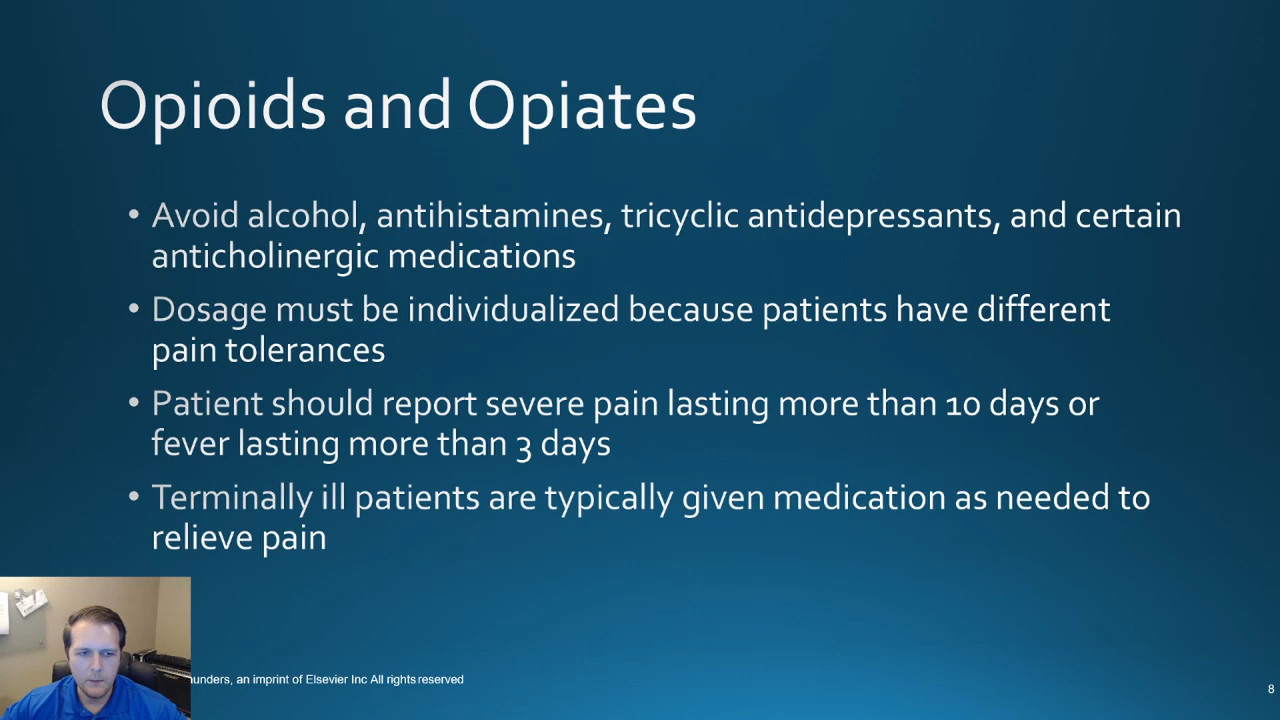 Opioids and Opiates
• Avoid alcohol, antihistamines, tricyclic antidepressants, and certain
anticholinergic medications
• Dosage must be individualized because patients have different
pain tolerances
• Patient should report severe pain lasting more than 10 days or
fever lasting more than 3 days
• Terminally ill patients are typically given medication as needed to
relieve pain
an imprint of Elsevier Inc All rights reserved
8